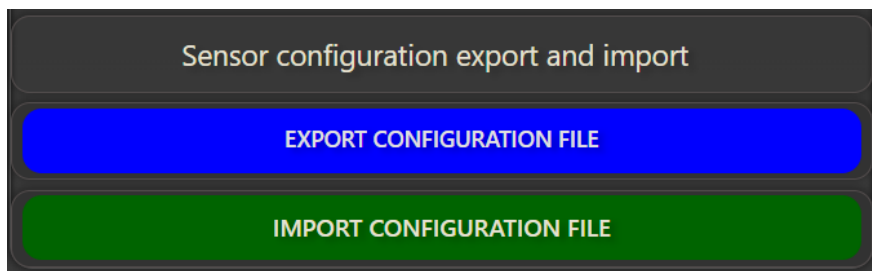 Sensor configuration export and import
EXPORT CONFIGURATION FILE
IMPORT CONFIGURATION FILE